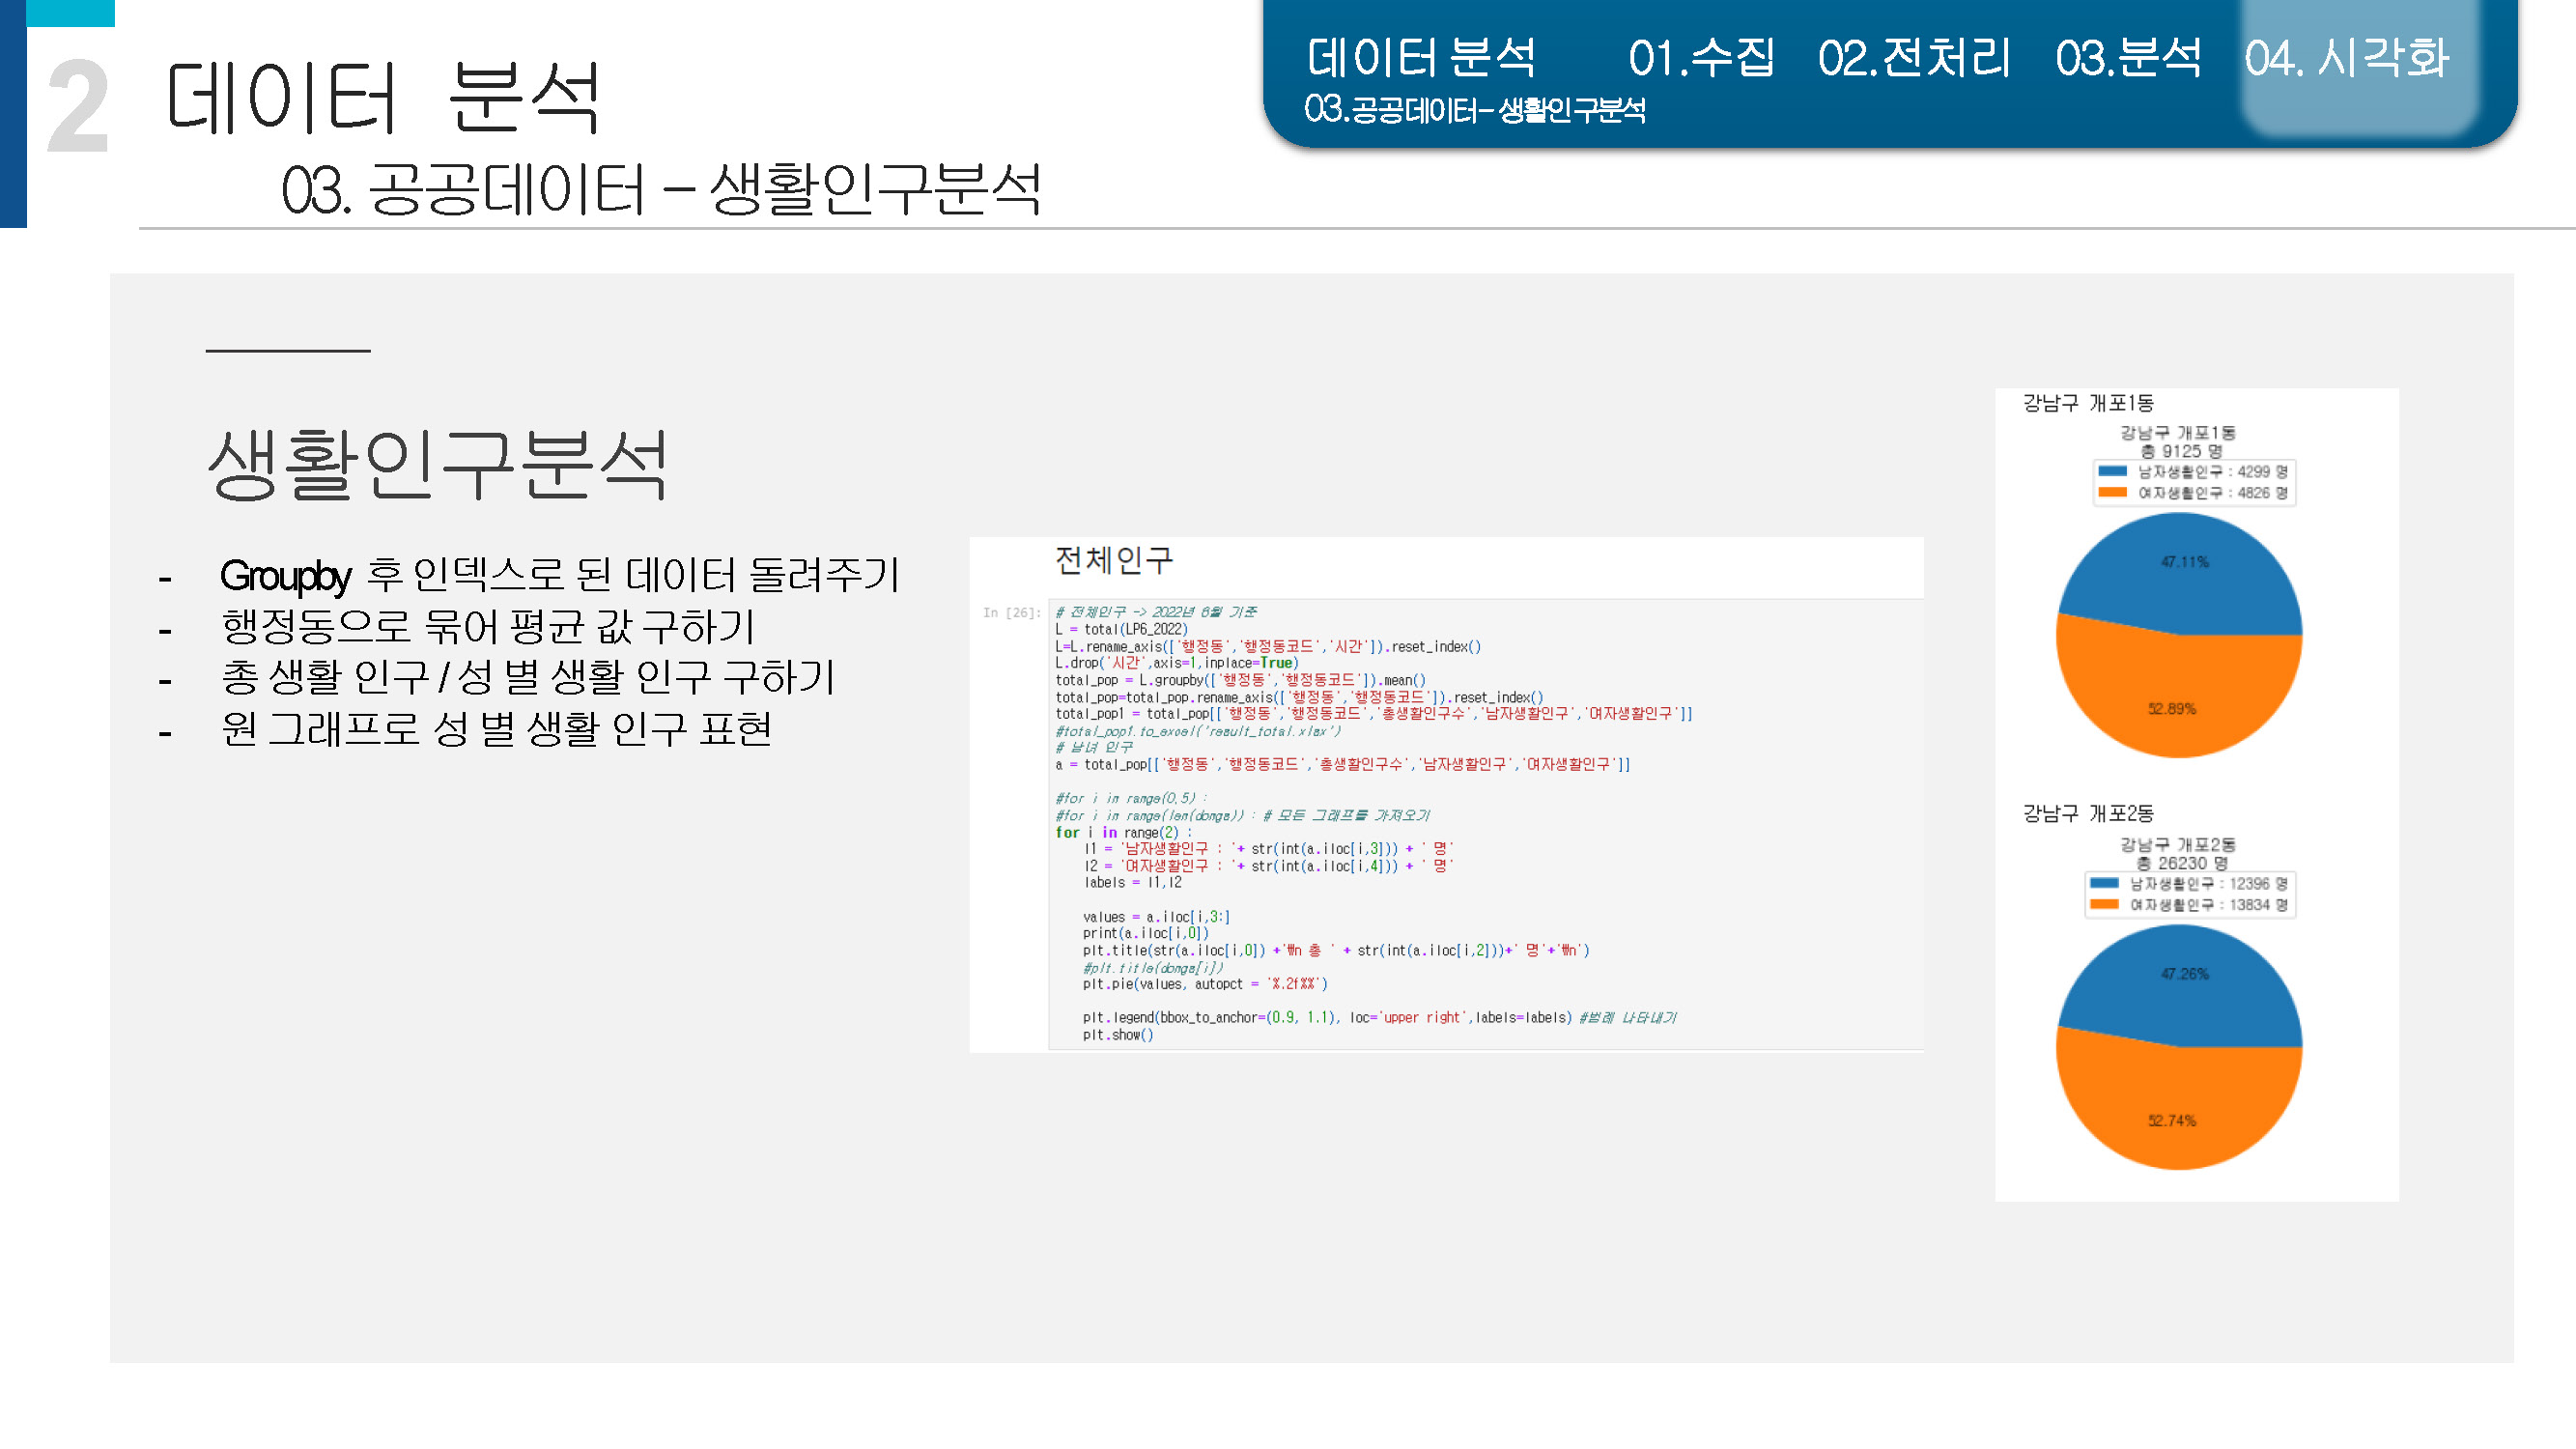 2
데이터 분석
03. 공공데이터 – 생활인구분석
데이터 분석 01.수집 02.전처리 03.분석 04. 시각화
03.공공데이터– 생활인구분석
생활인구분석
- Groupby 후 인덱스로 된 데이터 돌려주기
- 행정동으로 묶어 평균 값 구하기
- 총 생활 인구 / 성 별 생활 인구 구하기
- 원 그래프로 성 별 생활 인구 표현
전체인구
In [26]:
# 전체인구 -> 2022년 6월 기준
L = total(LP6_2022)
L=L.rename_axis(['행정동','행정동코드','시간']).reset_index()
L.drop('시간',axis=1,inplace=True)
total_pop = L.groupby(['행정동','행정동코드']).mean()
total_pop=total_pop.rename_axis(['행정동','행정동코드']).reset_index()
total_pop1 = total_pop[['행정동','행정동코드','총생활인구수','남자생활인구','여자생활인구']]
#total_pop1.to_excel('result_total.xlsx')
# 남녀 인구
a = total_pop[['행정동','행정동코드','총생활인구수','남자생활인구','여자생활인구']]
#for i in range(0,5) :
#for i in range(len(dongs)) : # 모든 그래프를 가져오기
for i in range(2) :
l1 = '남자생활인구 : '+ str(int(a.iloc[i,3])) + ' 명'
l2 = '여자생활인구 : '+ str(int(a.iloc[i,4])) + ' 명'
labels = l1,l2
values = a.iloc[i,3:]
print(a.iloc[i,0])
plt.title(str(a.iloc[i,0]) +'₩n 총 ' + str(int(a.iloc[i,2]))+' 명'+'₩n')
#plt.title(dongs[i])
plt.pie(values, autopct = '%.2f%%')
plt.legend(bbox_to_anchor=(0.9, 1.1), loc='upper right',labels=labels) #범례 나타내기
plt.show()
강남구 개포1동
강남구 개포1동
총 9125 명
남자생활인구 : 4299 명
여자생활인구 : 4826 명
47.11%
52.89%
강남구 개포2동
강남구 개포2동
총 26230 명
남자생활인구 : 12396 명
여자생활인구 : 13834 명
47.26%
52.74%